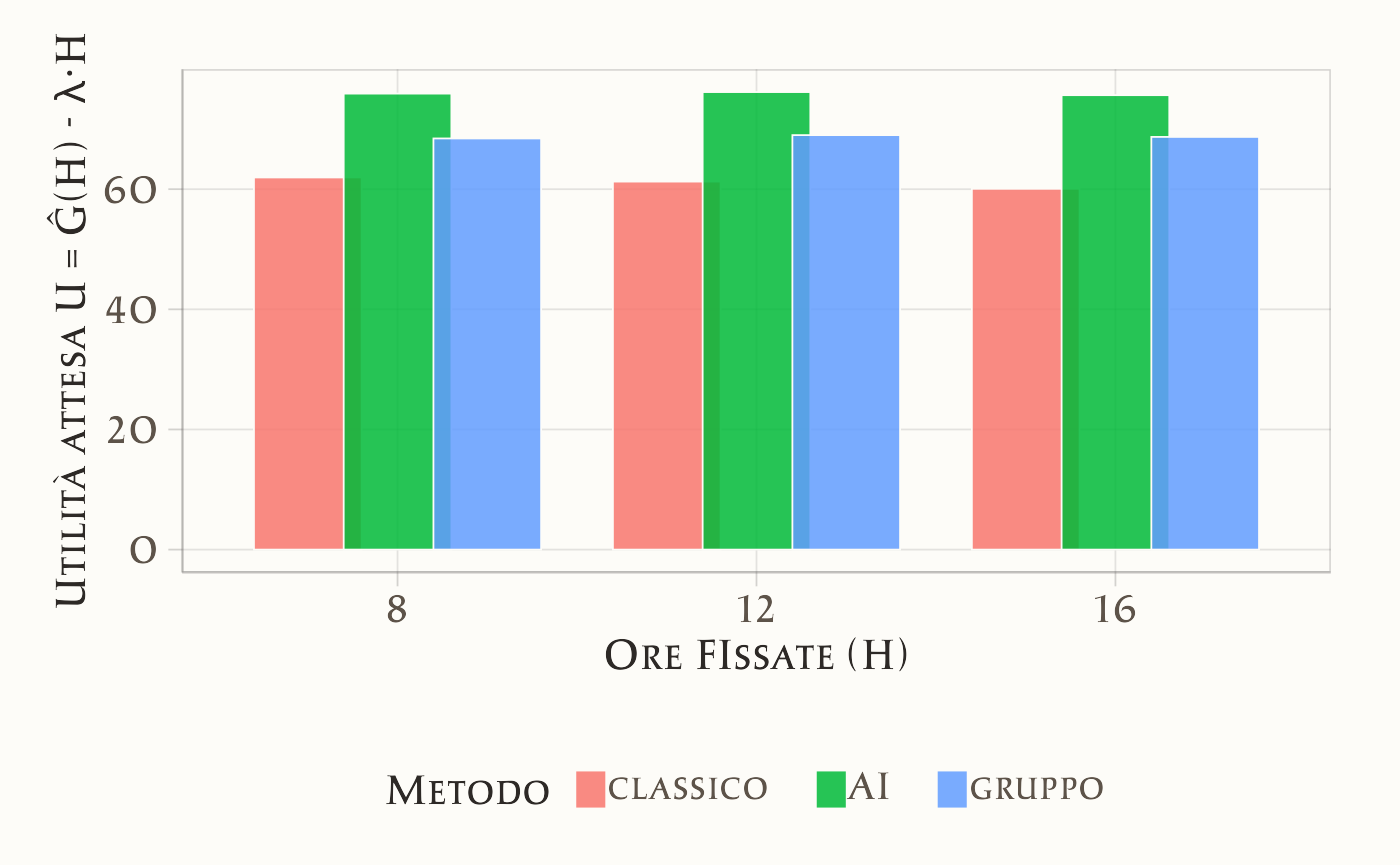 Utilità attesa U = Ĝ(H) - λ·H
60
40
20
0
8 12 16
Ore FIssate (H)
Metodo classico AI gruppo